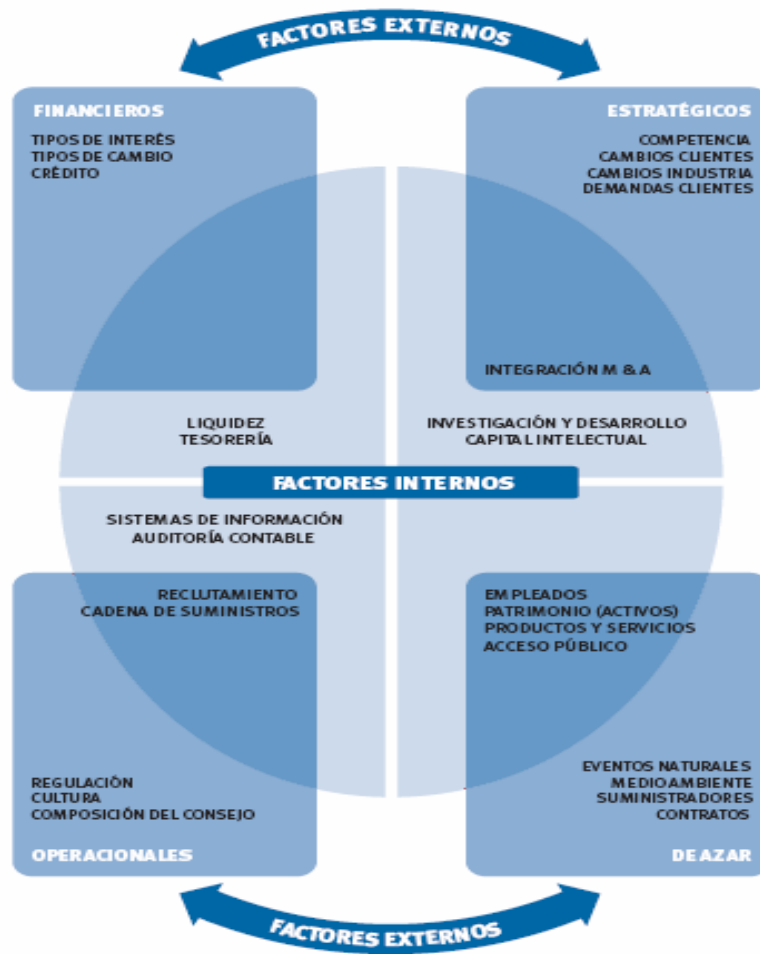 FACTORES EXTERNOS
FINANCIEROS
TIPOS DE INTERÉS
TIPOS DE CAMBIO
CRÉDITO
ESTRATÉGICOS
COMPETENCIA
CAMBIOS CLIENTES
CAMBIOS INDUSTRIA
DEMANDAS CLIENTES
INTEGRACIÓN M & A
LIQUIDEZ
TESORERÍA
INVESTIGACIÓN Y DESARROLLO
CAPITAL INTELECTUAL
FACTORES INTERNOS
SISTEMAS DE INFORMACIÓN
AUDITORÍA CONTABLE
RECLUTAMIENTO
CADENA DE SUMINISTROS
EMPLEADOS
PATRIMONIO (ACTIVOS)
PRODUCTOS Y SERVICIOS
ACCESO PÚBLICO
REGULACIÓN
CULTURA
COMPOSICIÓN DEL CONSEJO
OPERACIONALES
EVENTOS NATURALES
MEDIOAMBIENTE
SUMINISTRADORES
CONTRATOS
DE AZAR
FACTORES EXTERNOS